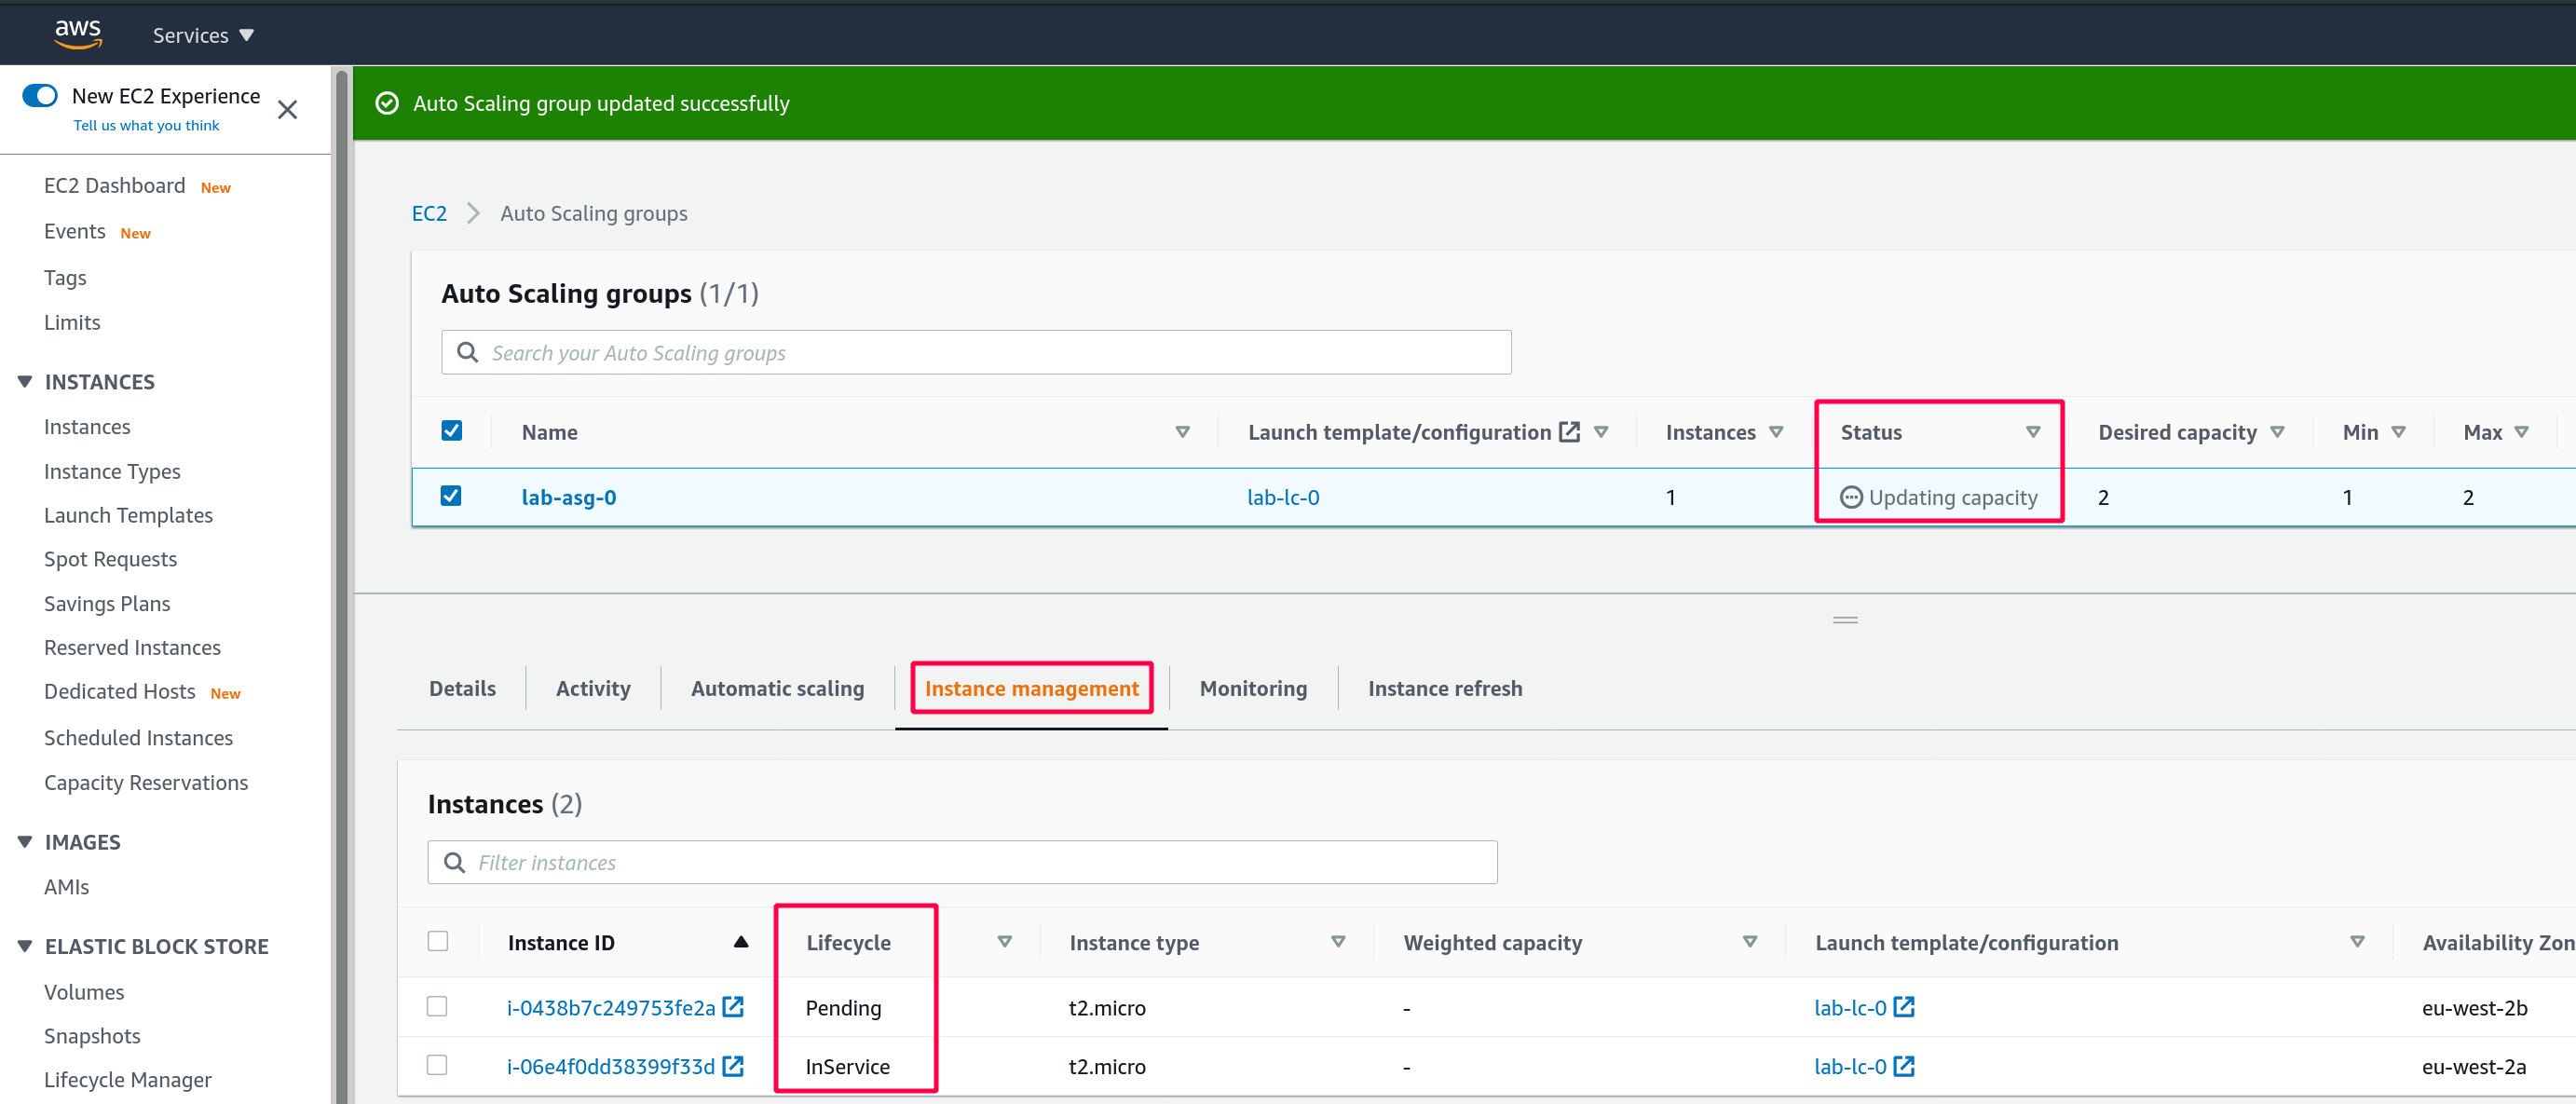 aws Services
New EC2 Experience
Tell us what you think
Auto Scaling group updated successfully
EC2 Dashboard New
Events New
Tags
Limits
INSTANCES
Instances
Instance Types
Launch Templates
Spot Requests
Savings Plans
Reserved Instances
Dedicated Hosts New
Scheduled Instances
Capacity Reservations
IMAGES
AMIs
ELASTIC BLOCK STORE
Volumes
Snapshots
Lifecycle Manager
EC2 Auto Scaling groups
Auto Scaling groups (1/1)
Search your Auto Scaling groups
Name Launch template/configuration Instances Status Desired capacity Min Max
lab-asg-0 lab-lc-0 1 Updating capacity 2 1 2
Details Activity Automatic scaling Instance management Monitoring Instance refresh
Instances (2)
Filter instances
Instance ID Lifecycle Instance type Weighted capacity Launch template/configuration Availability Zon
i-0438b7c249753fe2a Pending t2.micro - lab-lc-0 eu-west-2b
i-06e4f0dd38399f33d InService t2.micro - lab-lc-0 eu-west-2a